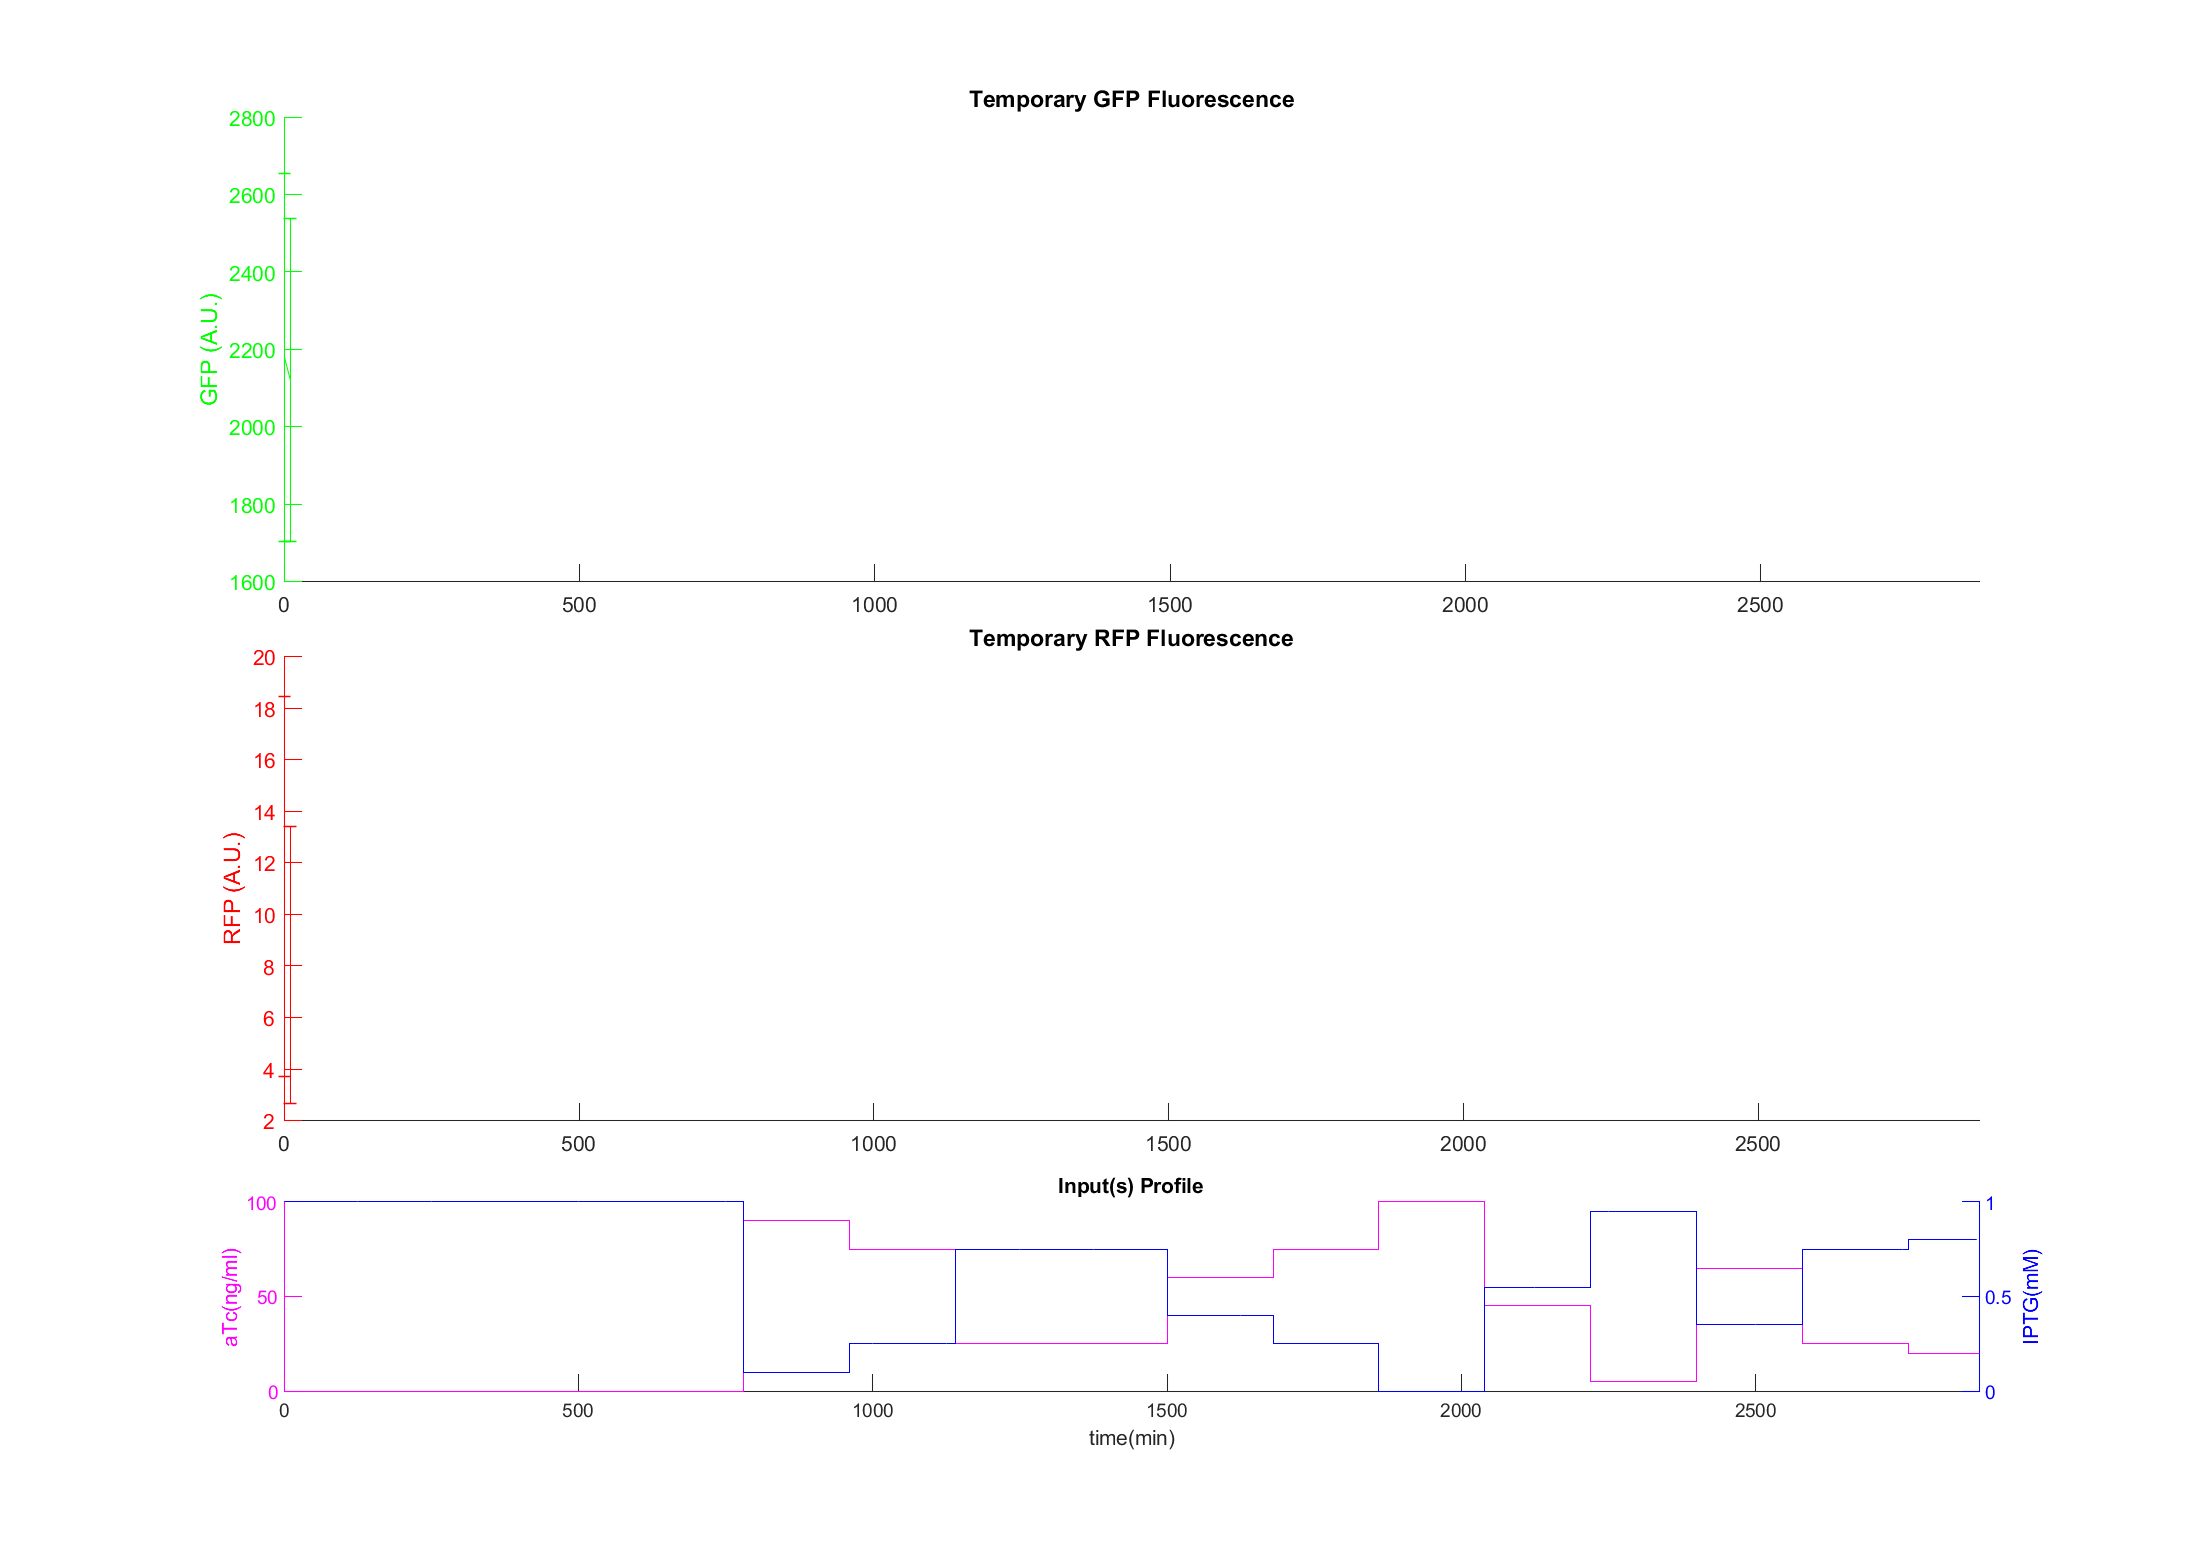 Temporary GFP Fluorescence
2800
2600
2400
2200
2000
1800
1600
GFP (A.U.)
0 500 1000 1500 2000 2500
Temporary RFP Fluorescence
20
18
16
14
12
10
8
6
4
2
RFP (A.U.)
0 500 1000 1500 2000 2500
Input(s) Profile
100
50
0
aTc(ng/ml)
1
0.5
0
IPTG(mM)
0 500 1000 1500 2000 2500
time(min)